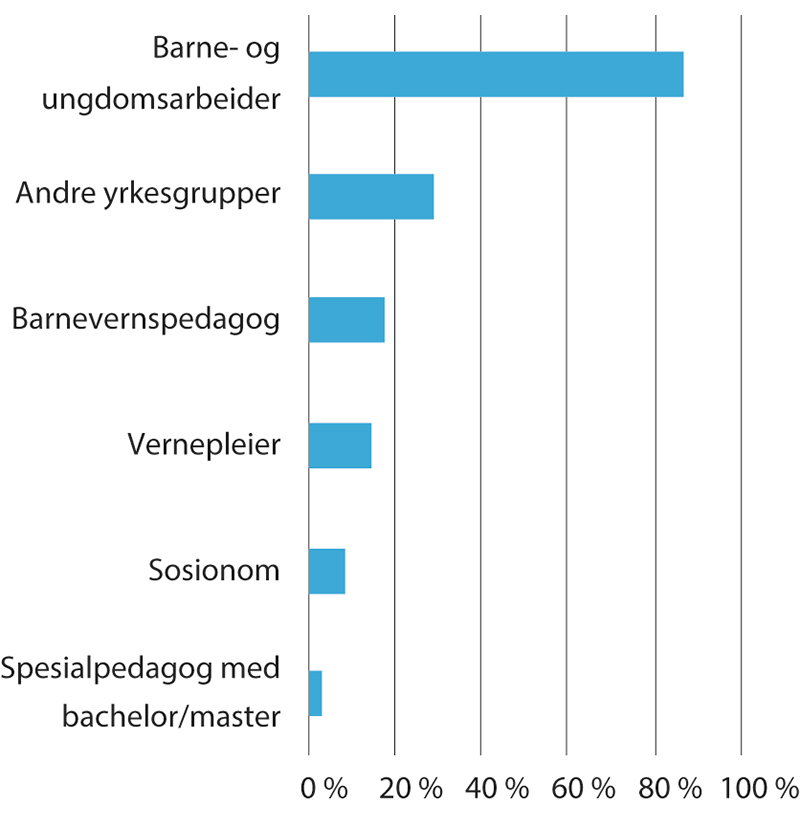 Barne- og
ungdomsarbeider
Andre yrkesgrupper
Barnevernspedagog
Vernepleier
Sosionom
Spesialpedagog med
bachelor/master
0 % 20 % 40 % 60 % 80 % 100 %